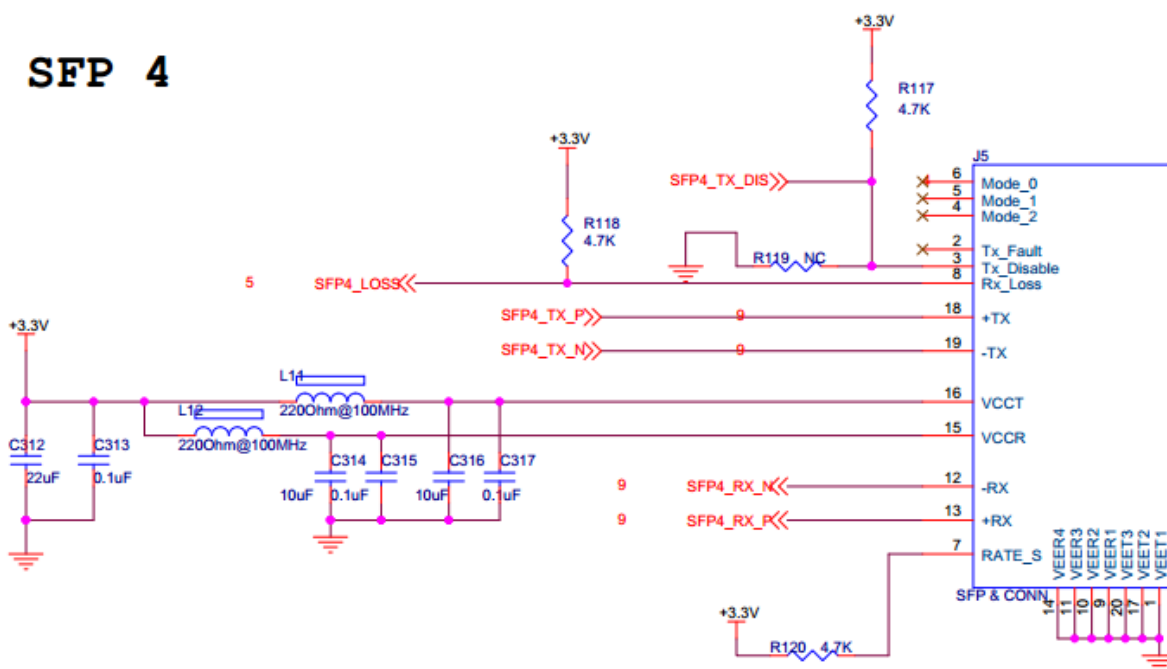 SFP 4
+3.3V
R117
4.7K
+3.3V
J5
SFP4_TX_DIS
6 Mode_0
5 Mode_1
4 Mode_2
R118
4.7K
2 Tx_Fault
R119 NC
3 Tx_Disable
5 SFP4_LOSS
8 Rx_Loss
SFP4_TX_P 9 18 +TX
+3.3V
SFP4_TX_N 9 19 -TX
L11
220Ohm@100MHz
16 VCCT
L12
220Ohm@100MHz
15 VCCR
C312
22uF
C313
0.1uF
C314
10uF
C315
0.1uF
C316
10uF
C317
0.1uF
9 SFP4_RX_N 12 -RX
9 SFP4_RX_P 13 +RX
7 RATE_S
VEER4
VEER3
VEER2
VEER1
VEET3
VEET2
VEET1
SFP & CONN
14
11
10
9
20
17
1
+3.3V
R120 4.7K